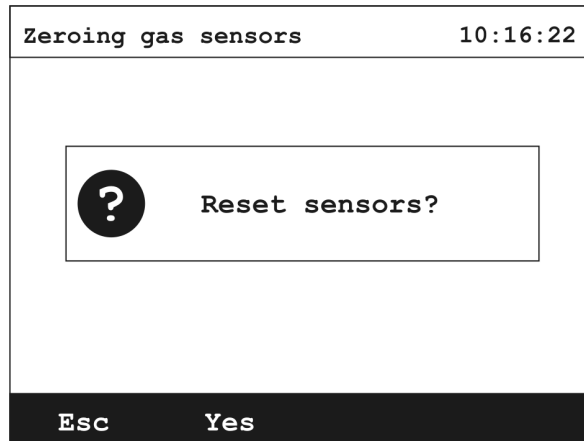 Zeroing gas sensors 10:16:22
? Reset sensors?
Esc Yes